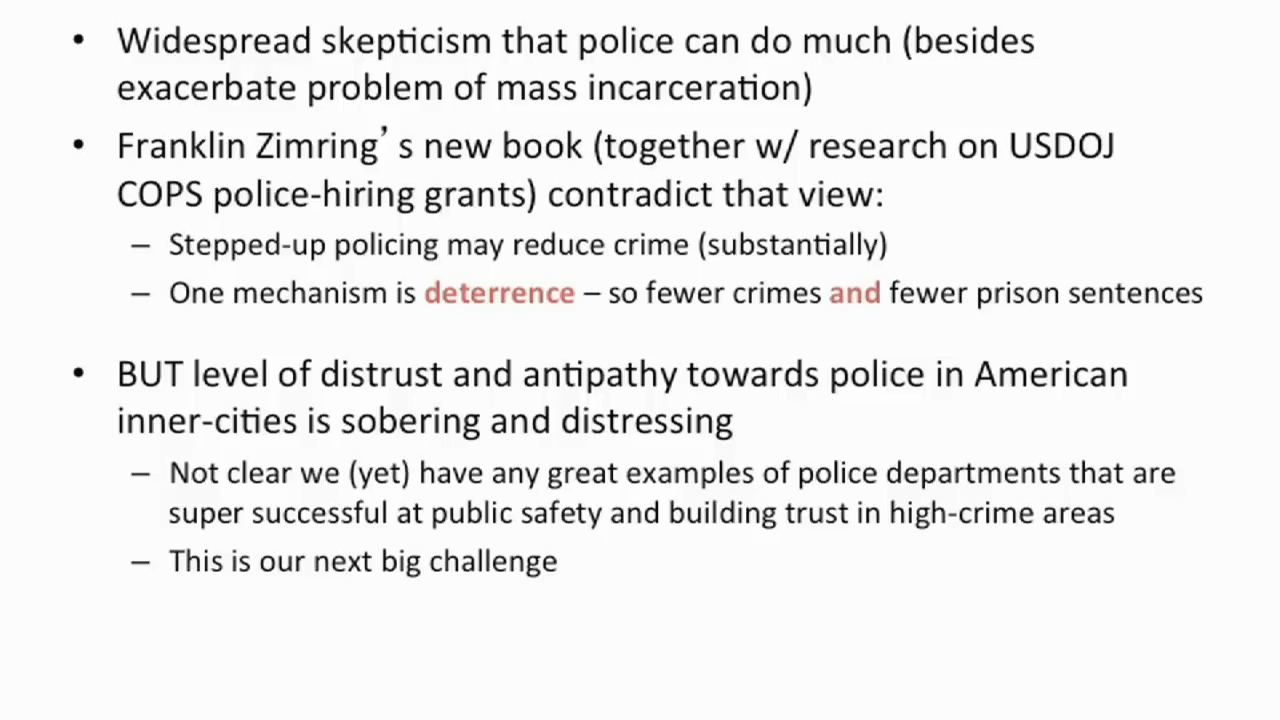 • Widespread skepticism that police can do much (besides
exacerbate problem of mass incarceration)
• Franklin Zimring’s new book (together w/ research on USDOJ
COPS police-hiring grants) contradict that view:
– Stepped-up policing may reduce crime (substantially)
– One mechanism is deterrence – so fewer crimes and fewer prison sentences
• BUT level of distrust and antipathy towards police in American
inner-cities is sobering and distressing
– Not clear we (yet) have any great examples of police departments that are
super successful at public safety and building trust in high-crime areas
– This is our next big challenge